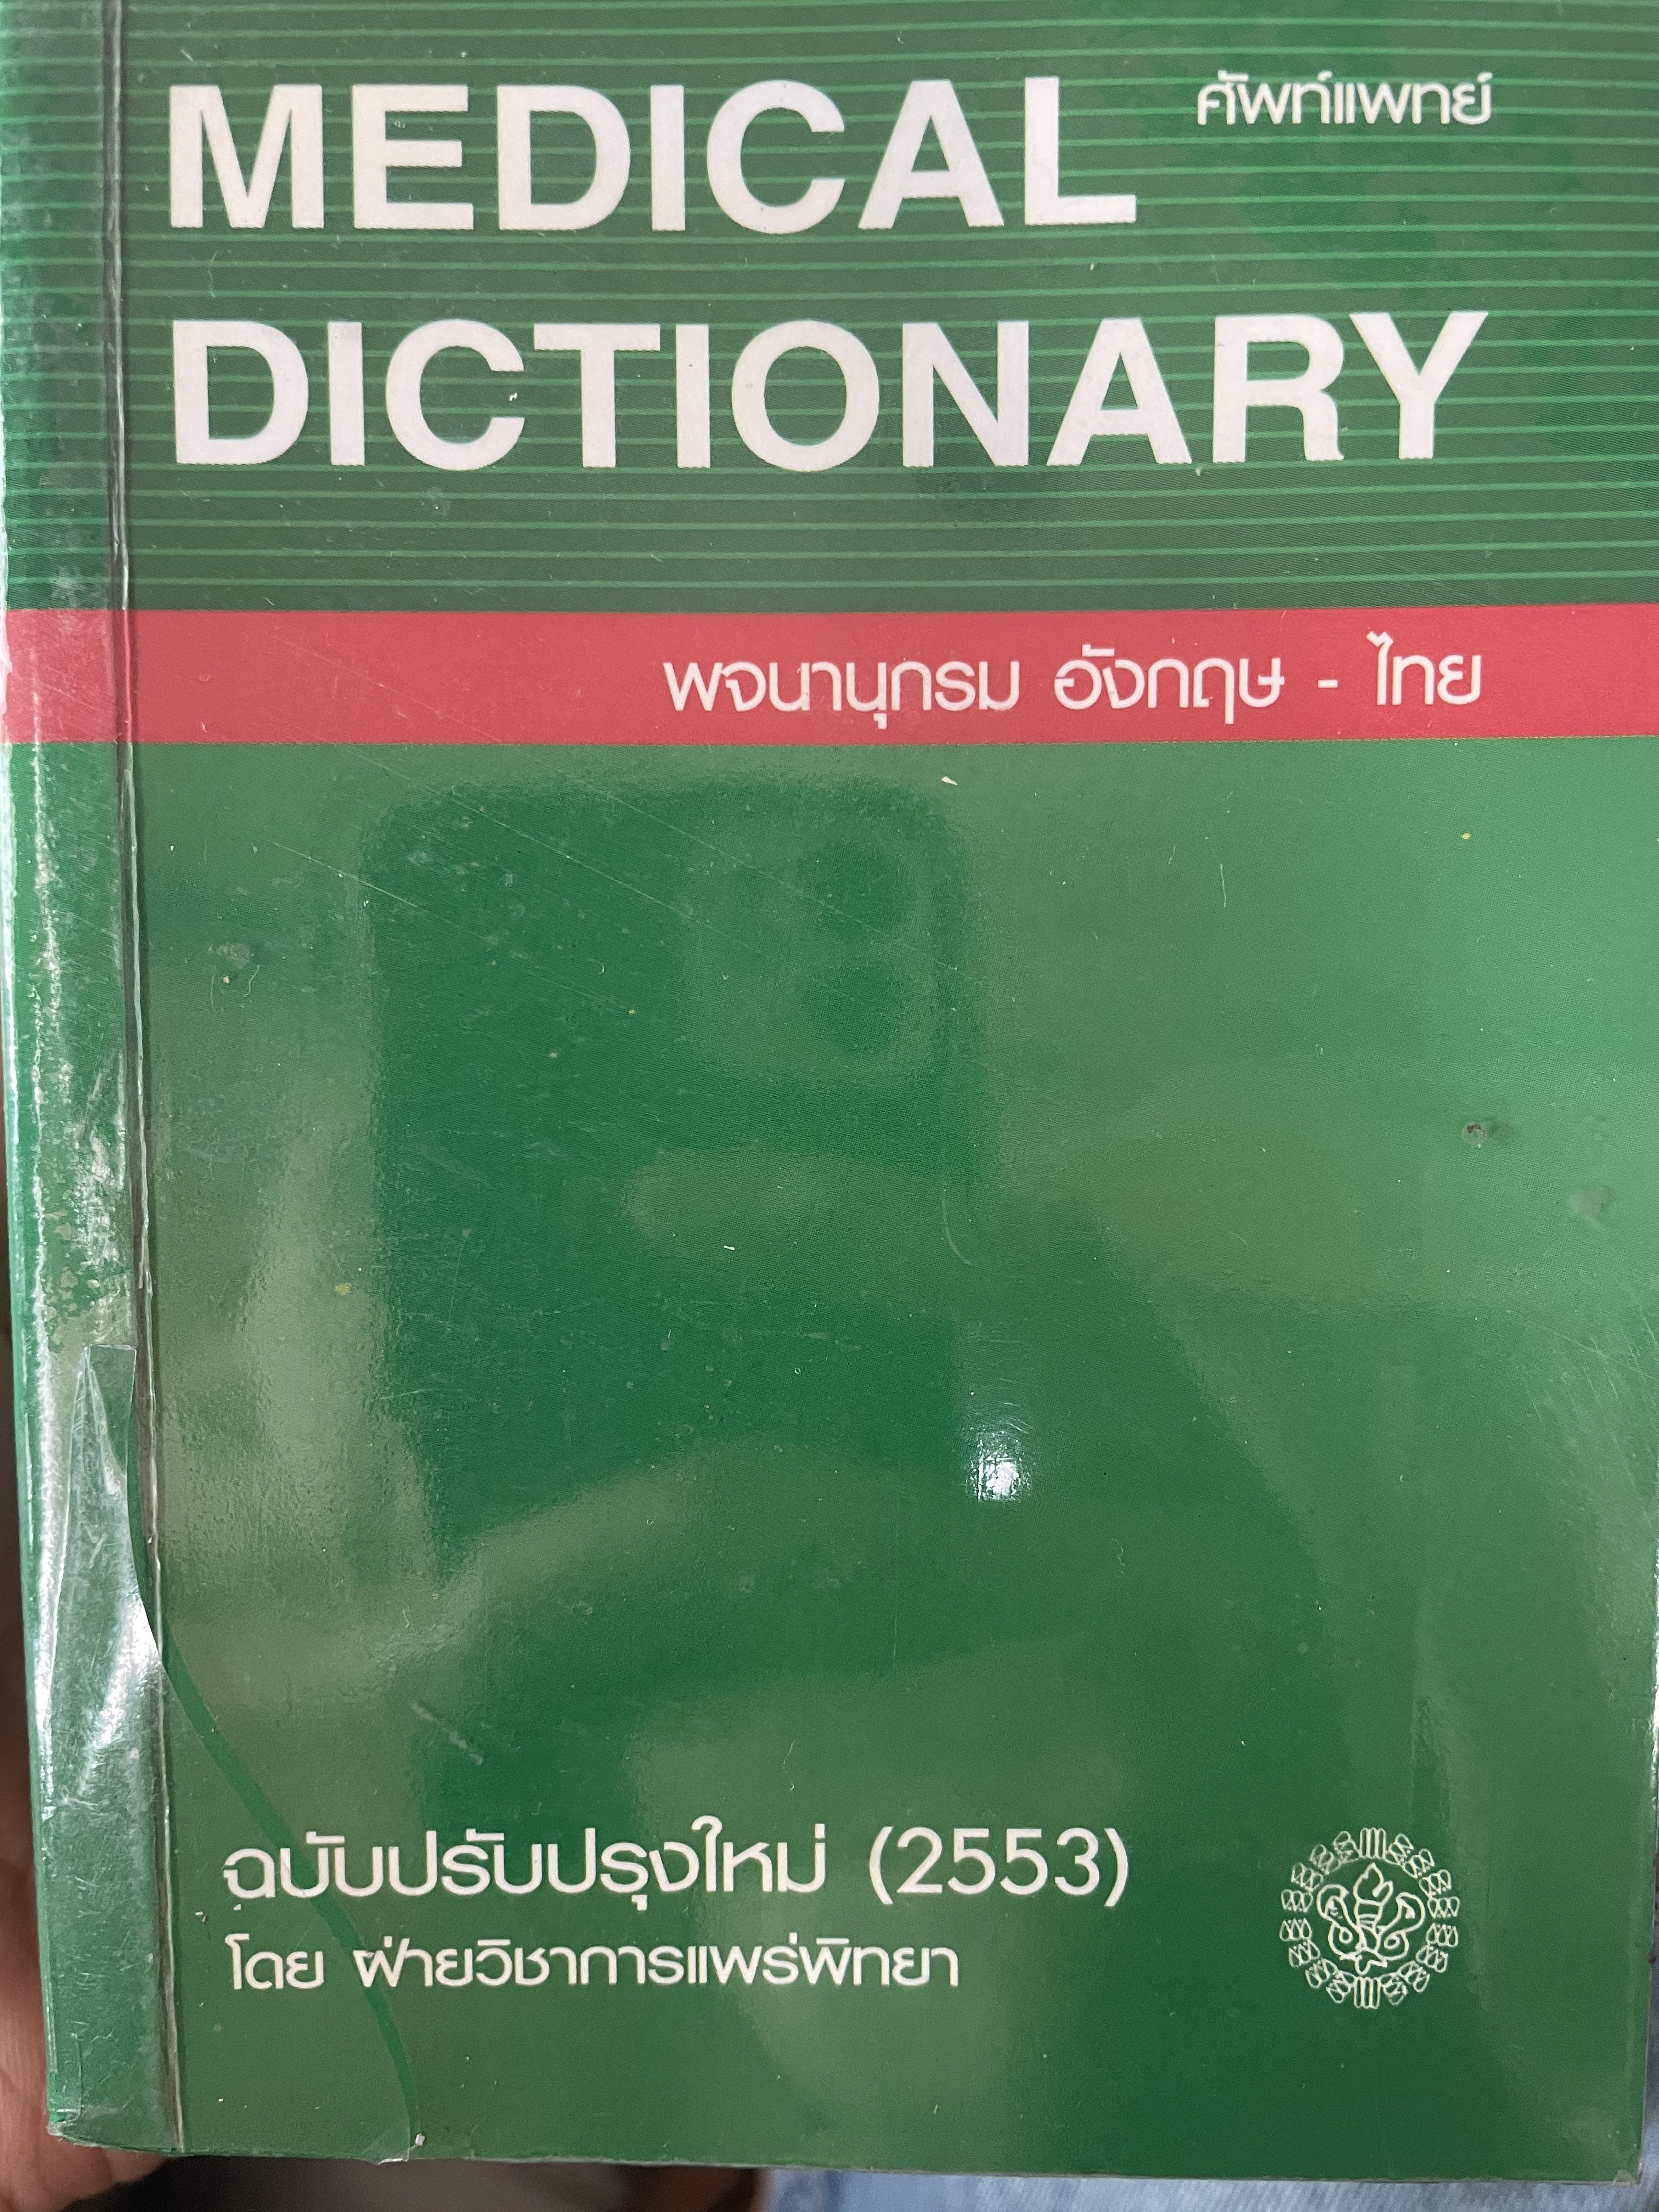 MEDICAL ศัพท์แพทย์
DICTIONARY
พจนานุกรม อังกฤษ - ไทย
ฉบับปรับปรุงใหม่ (2553)
โดย ฝ่ายวิชาการแพร่พิทยา